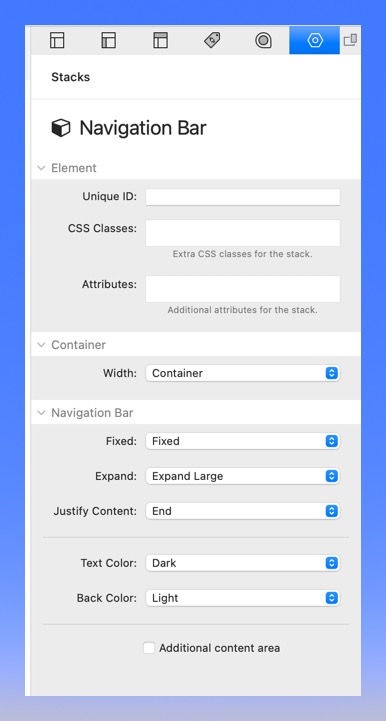 Stacks
Navigation Bar
Element
Unique ID:
CSS Classes:
Extra CSS classes for the stack.
Attributes:
Additional attributes for the stack.
Container
Width: Container
Navigation Bar
Fixed: Fixed
Expand: Expand Large
Justify Content: End
Text Color: Dark
Back Color: Light
Additional content area